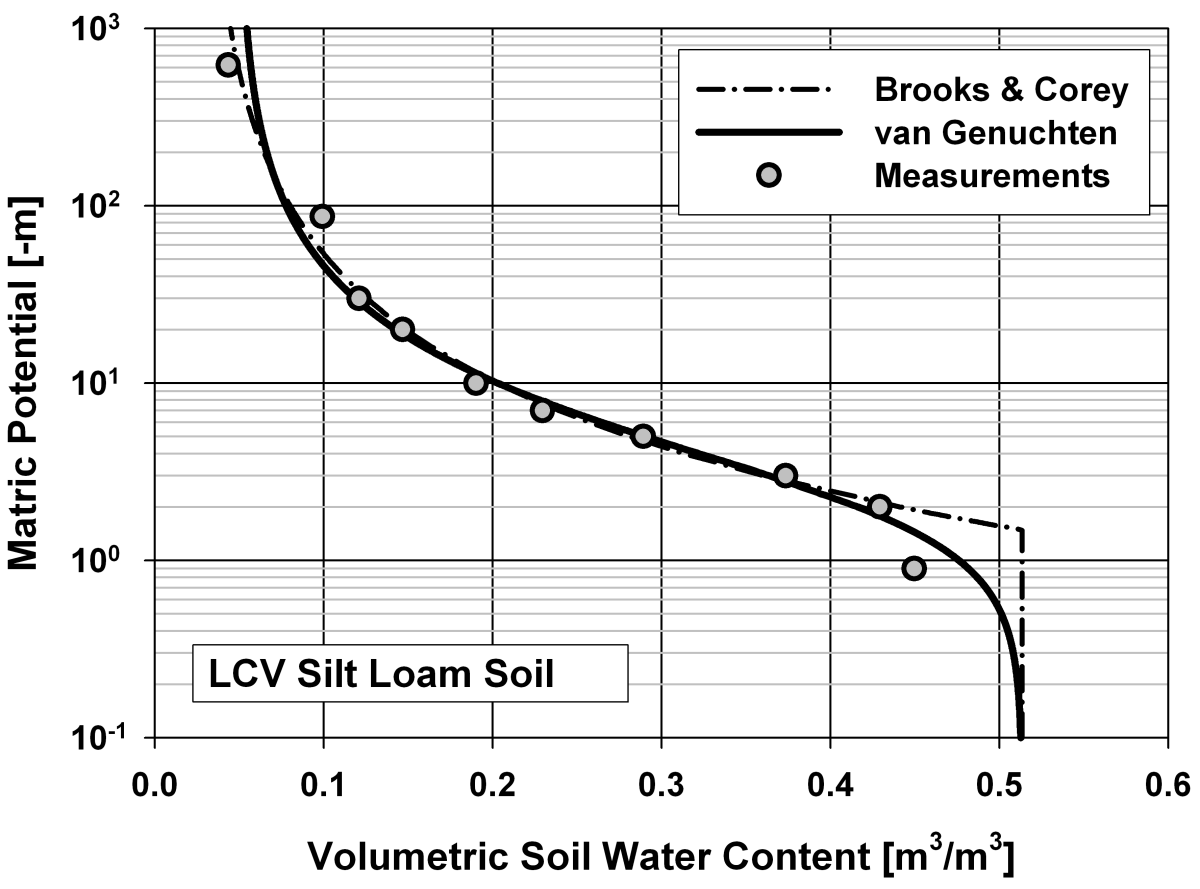 Matric Potential [-m]
10³
10²
10¹
10⁰
10⁻¹
Brooks & Corey
van Genuchten
Measurements
LCV Silt Loam Soil
0.0 0.1 0.2 0.3 0.4 0.5 0.6
Volumetric Soil Water Content [m³/m³]